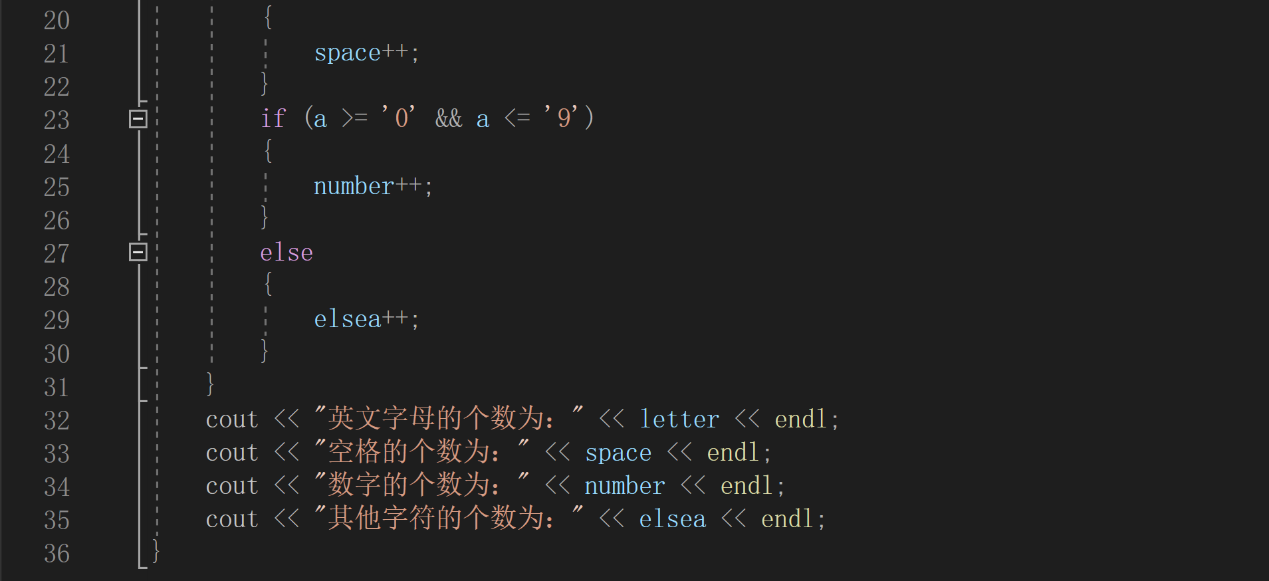 20 {
21 space++;
22 }
23 if (a >= '0' && a <= '9')
24 {
25 number++;
26 }
27 else
28 {
29 elsea++;
30 }
31 }
32 cout << "英文字母的个数为：" << letter << endl;
33 cout << "空格的个数为：" << space << endl;
34 cout << "数字的个数为：" << number << endl;
35 cout << "其他字符的个数为：" << elsea << endl;
36 }